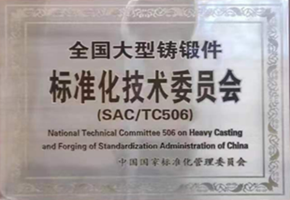 全国大型铸锻件
标准化技术委员会
(SAC/TC506)
National Technical Committee 506 on Heavy Casting
and Forging of Standardization Administration of China
中国国家标准化管理委员会